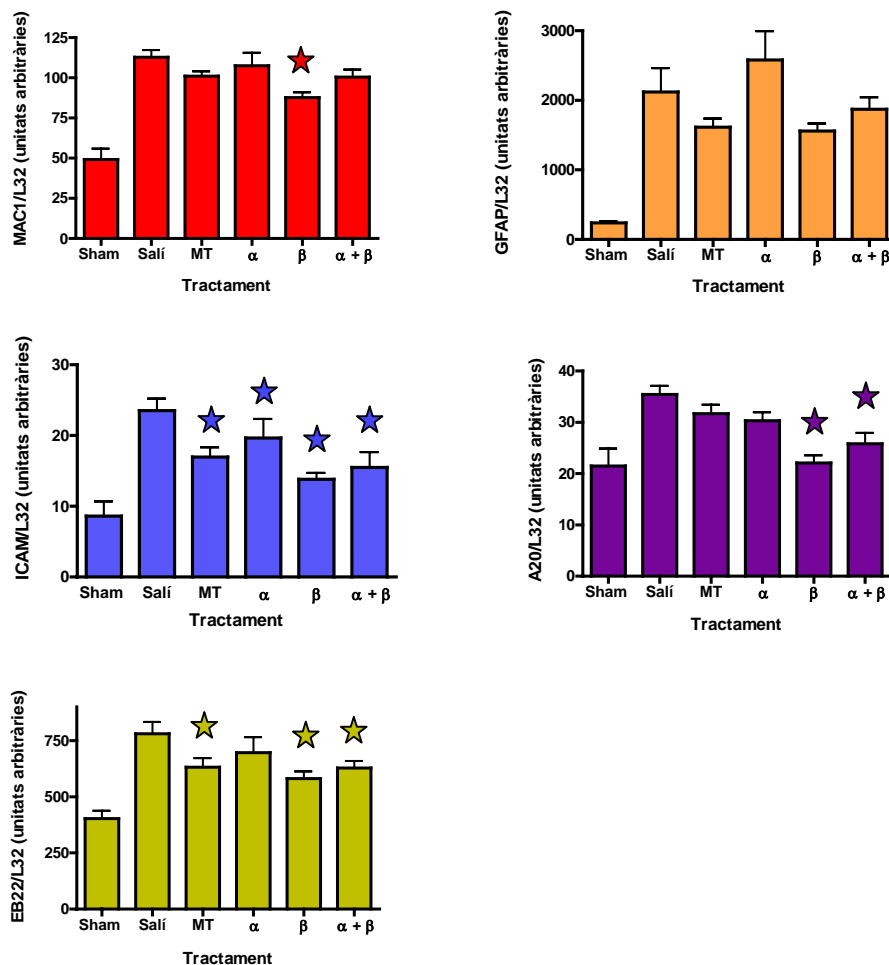 MAC1/L32 (unitats arbitràries)
125
100
75
50
25
0
Sham Salí MT α β α + β
Tractament
GFAP/L32 (unitats arbitràries)
3000
2000
1000
0
Sham Salí MT α β α + β
Tractament
ICAM/L32 (unitats arbitràries)
30
20
10
0
Sham Salí MT α β α + β
Tractament
A20/L32 (unitats arbitràries)
40
30
20
10
0
Sham Salí MT α β α + β
Tractament
EB22/L32 (unitats arbitràries)
750
500
250
0
Sham Salí MT α β α + β
Tractament